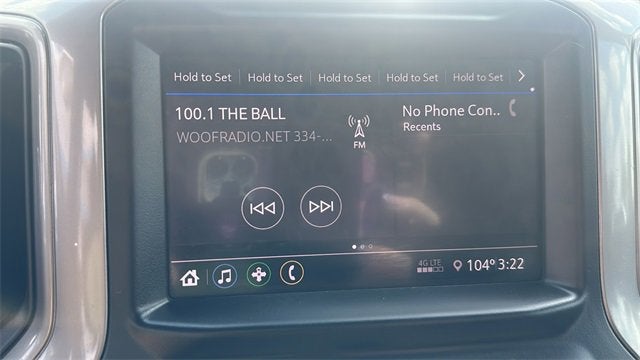 Hold to Set Hold to Set Hold to Set Hold to Set Hold to Set
100.1 THE BALL
WOOFRADIO.NET 334-...
FM
No Phone Con..
Recents
4G LTE
104° 3:22